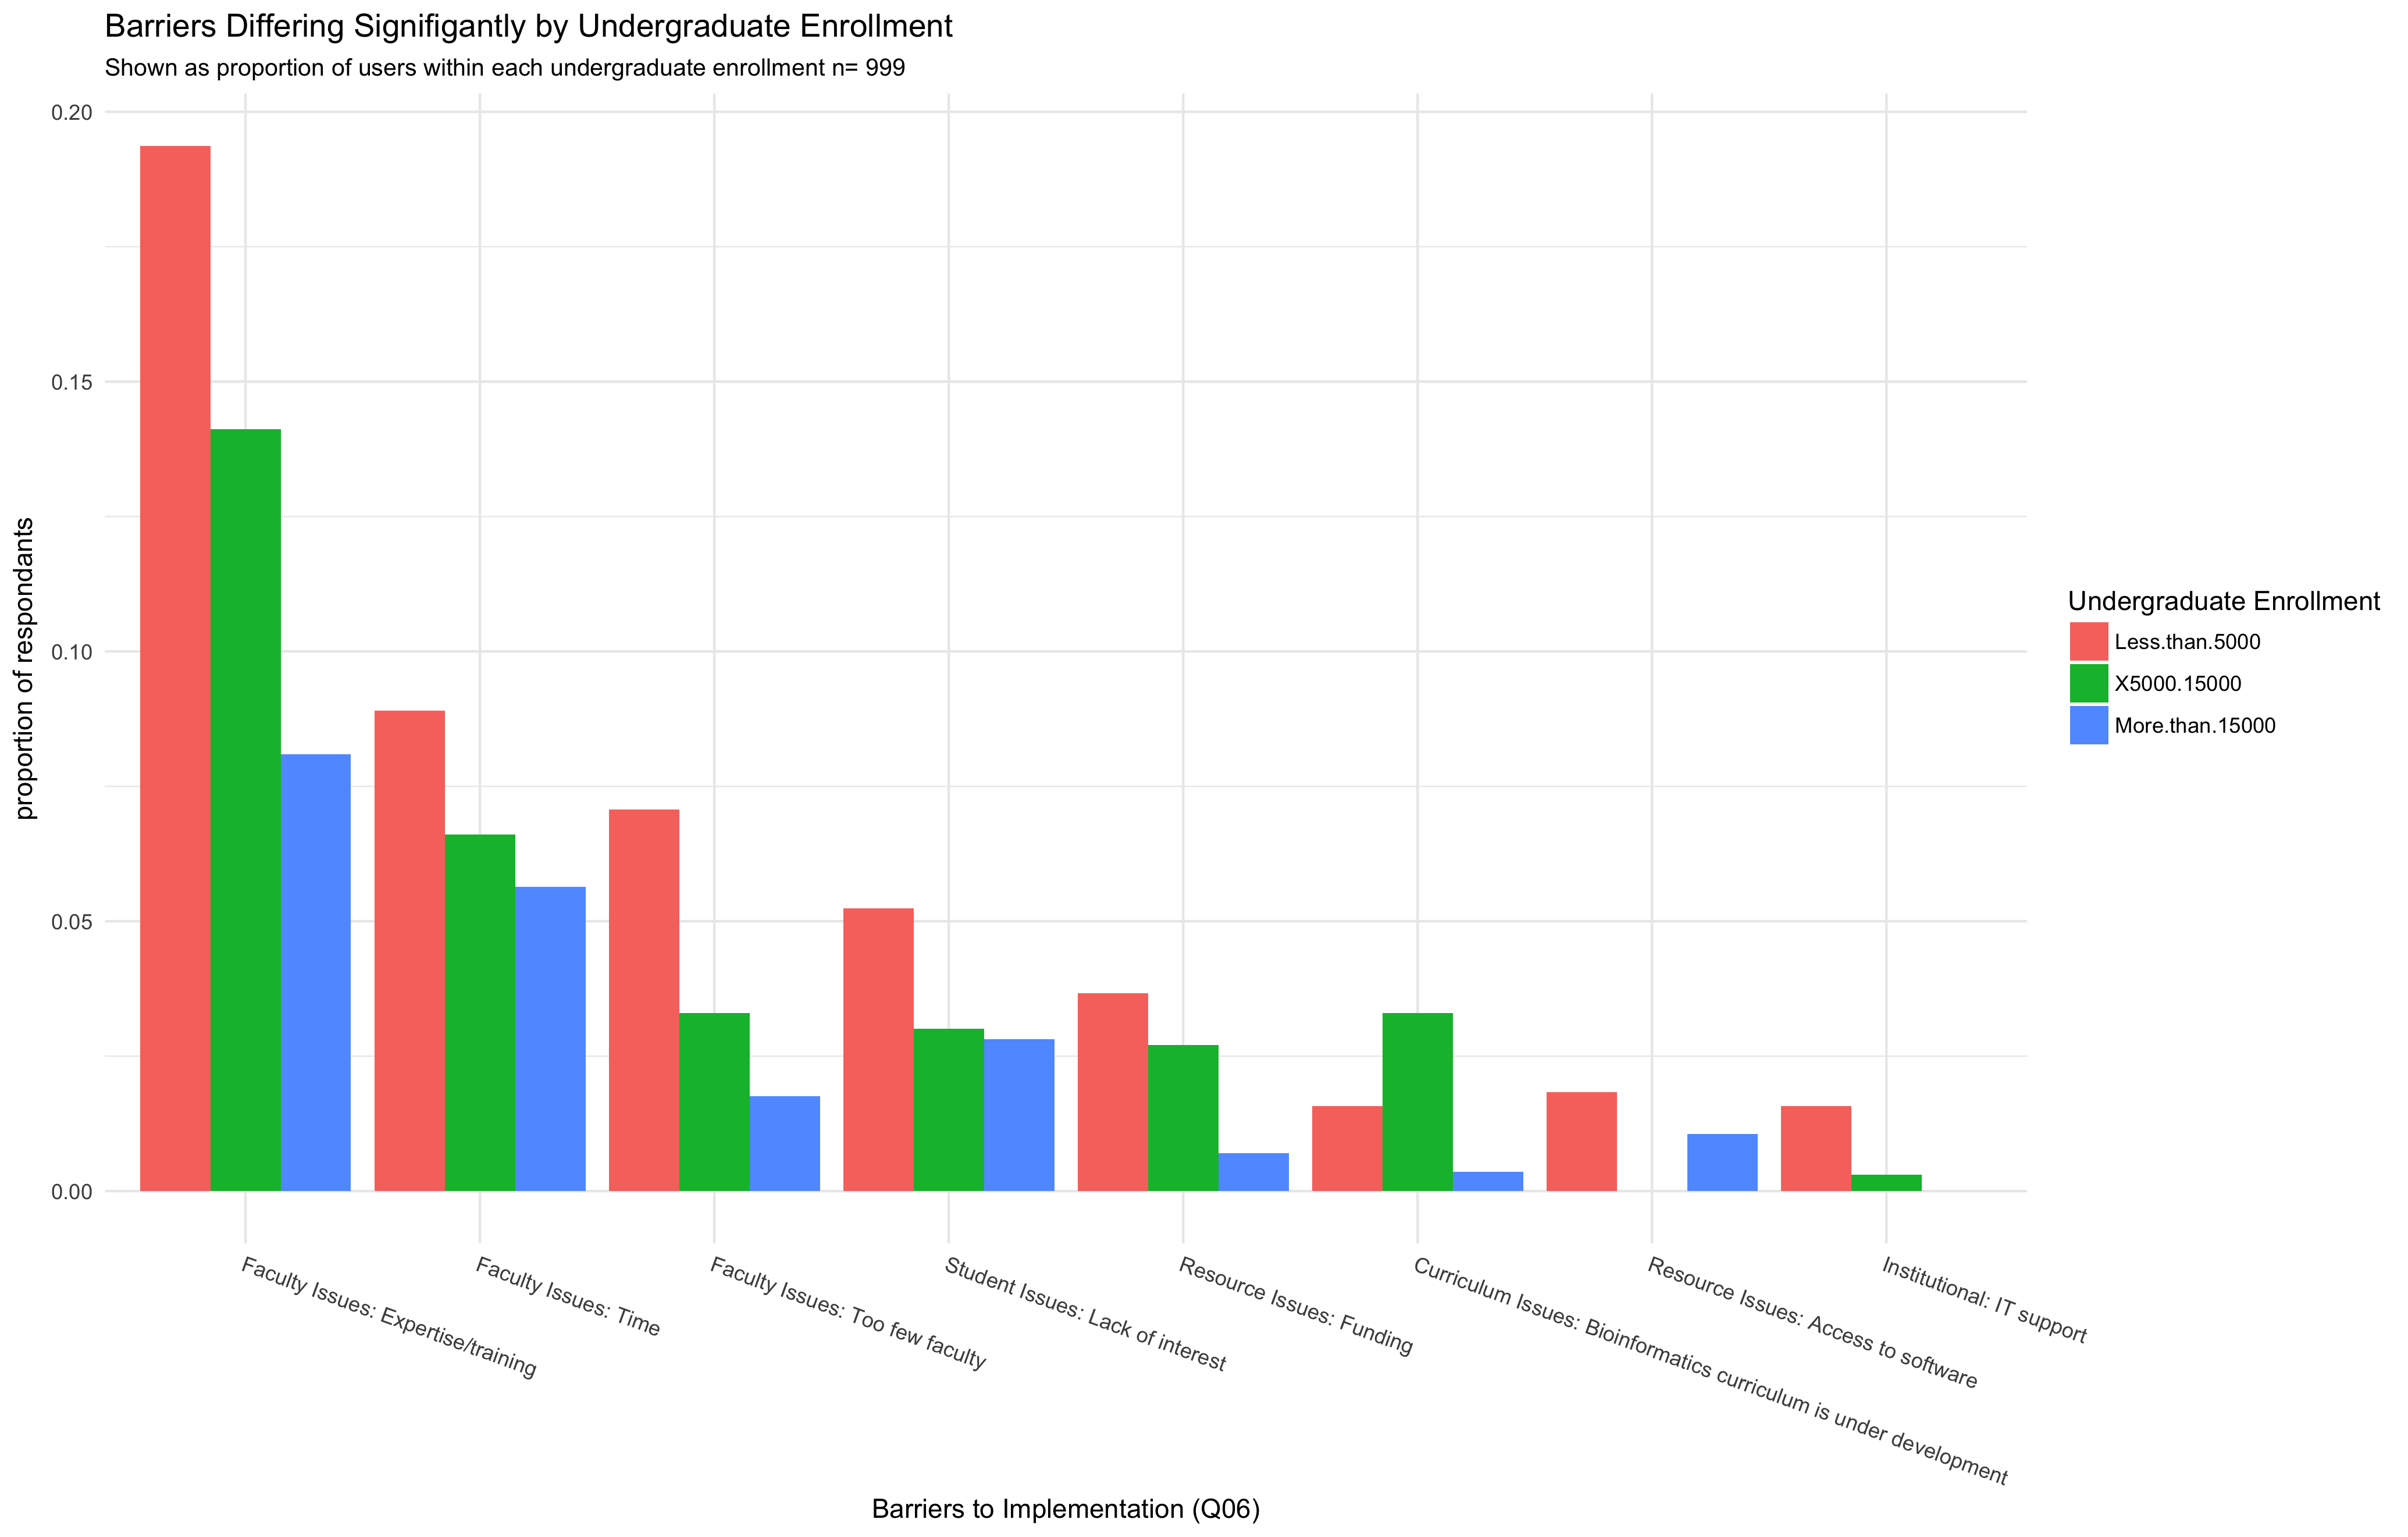 Barriers Differing Signifigantly by Undergraduate Enrollment
Shown as proportion of users within each undergraduate enrollment n= 999
proportion of respondants
0.20
0.15
0.10
0.05
0.00
Faculty Issues: Expertise/training
Faculty Issues: Time
Faculty Issues: Too few faculty
Student Issues: Lack of interest
Resource Issues: Funding
Curriculum Issues: Bioinformatics curriculum is under development
Resource Issues: Access to software
Institutional: IT support
Barriers to Implementation (Q06)
Undergraduate Enrollment
Less.than.5000
X5000.15000
More.than.15000